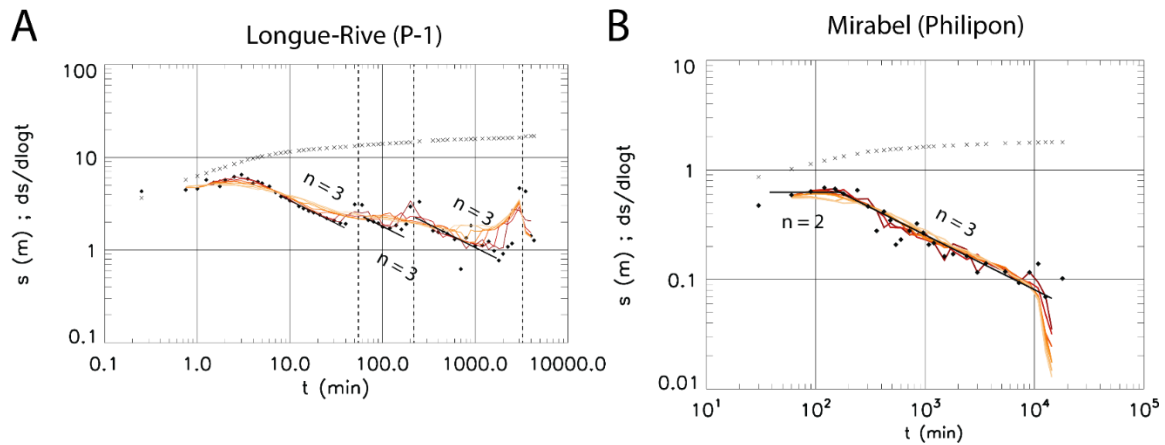 A
Longue-Rive (P-1)
s (m) ; ds/dlogt
100
10
1
0.1
n = 3
n = 3
n = 3
0.1
1.0
10.0
100.0
1000.0
10000.0
t (min)
B
Mirabel (Philipon)
s (m) ; ds/dlogt
10
1
0.1
0.01
n = 2
n = 3
10¹
10²
10³
10⁴
10⁵
t (min)